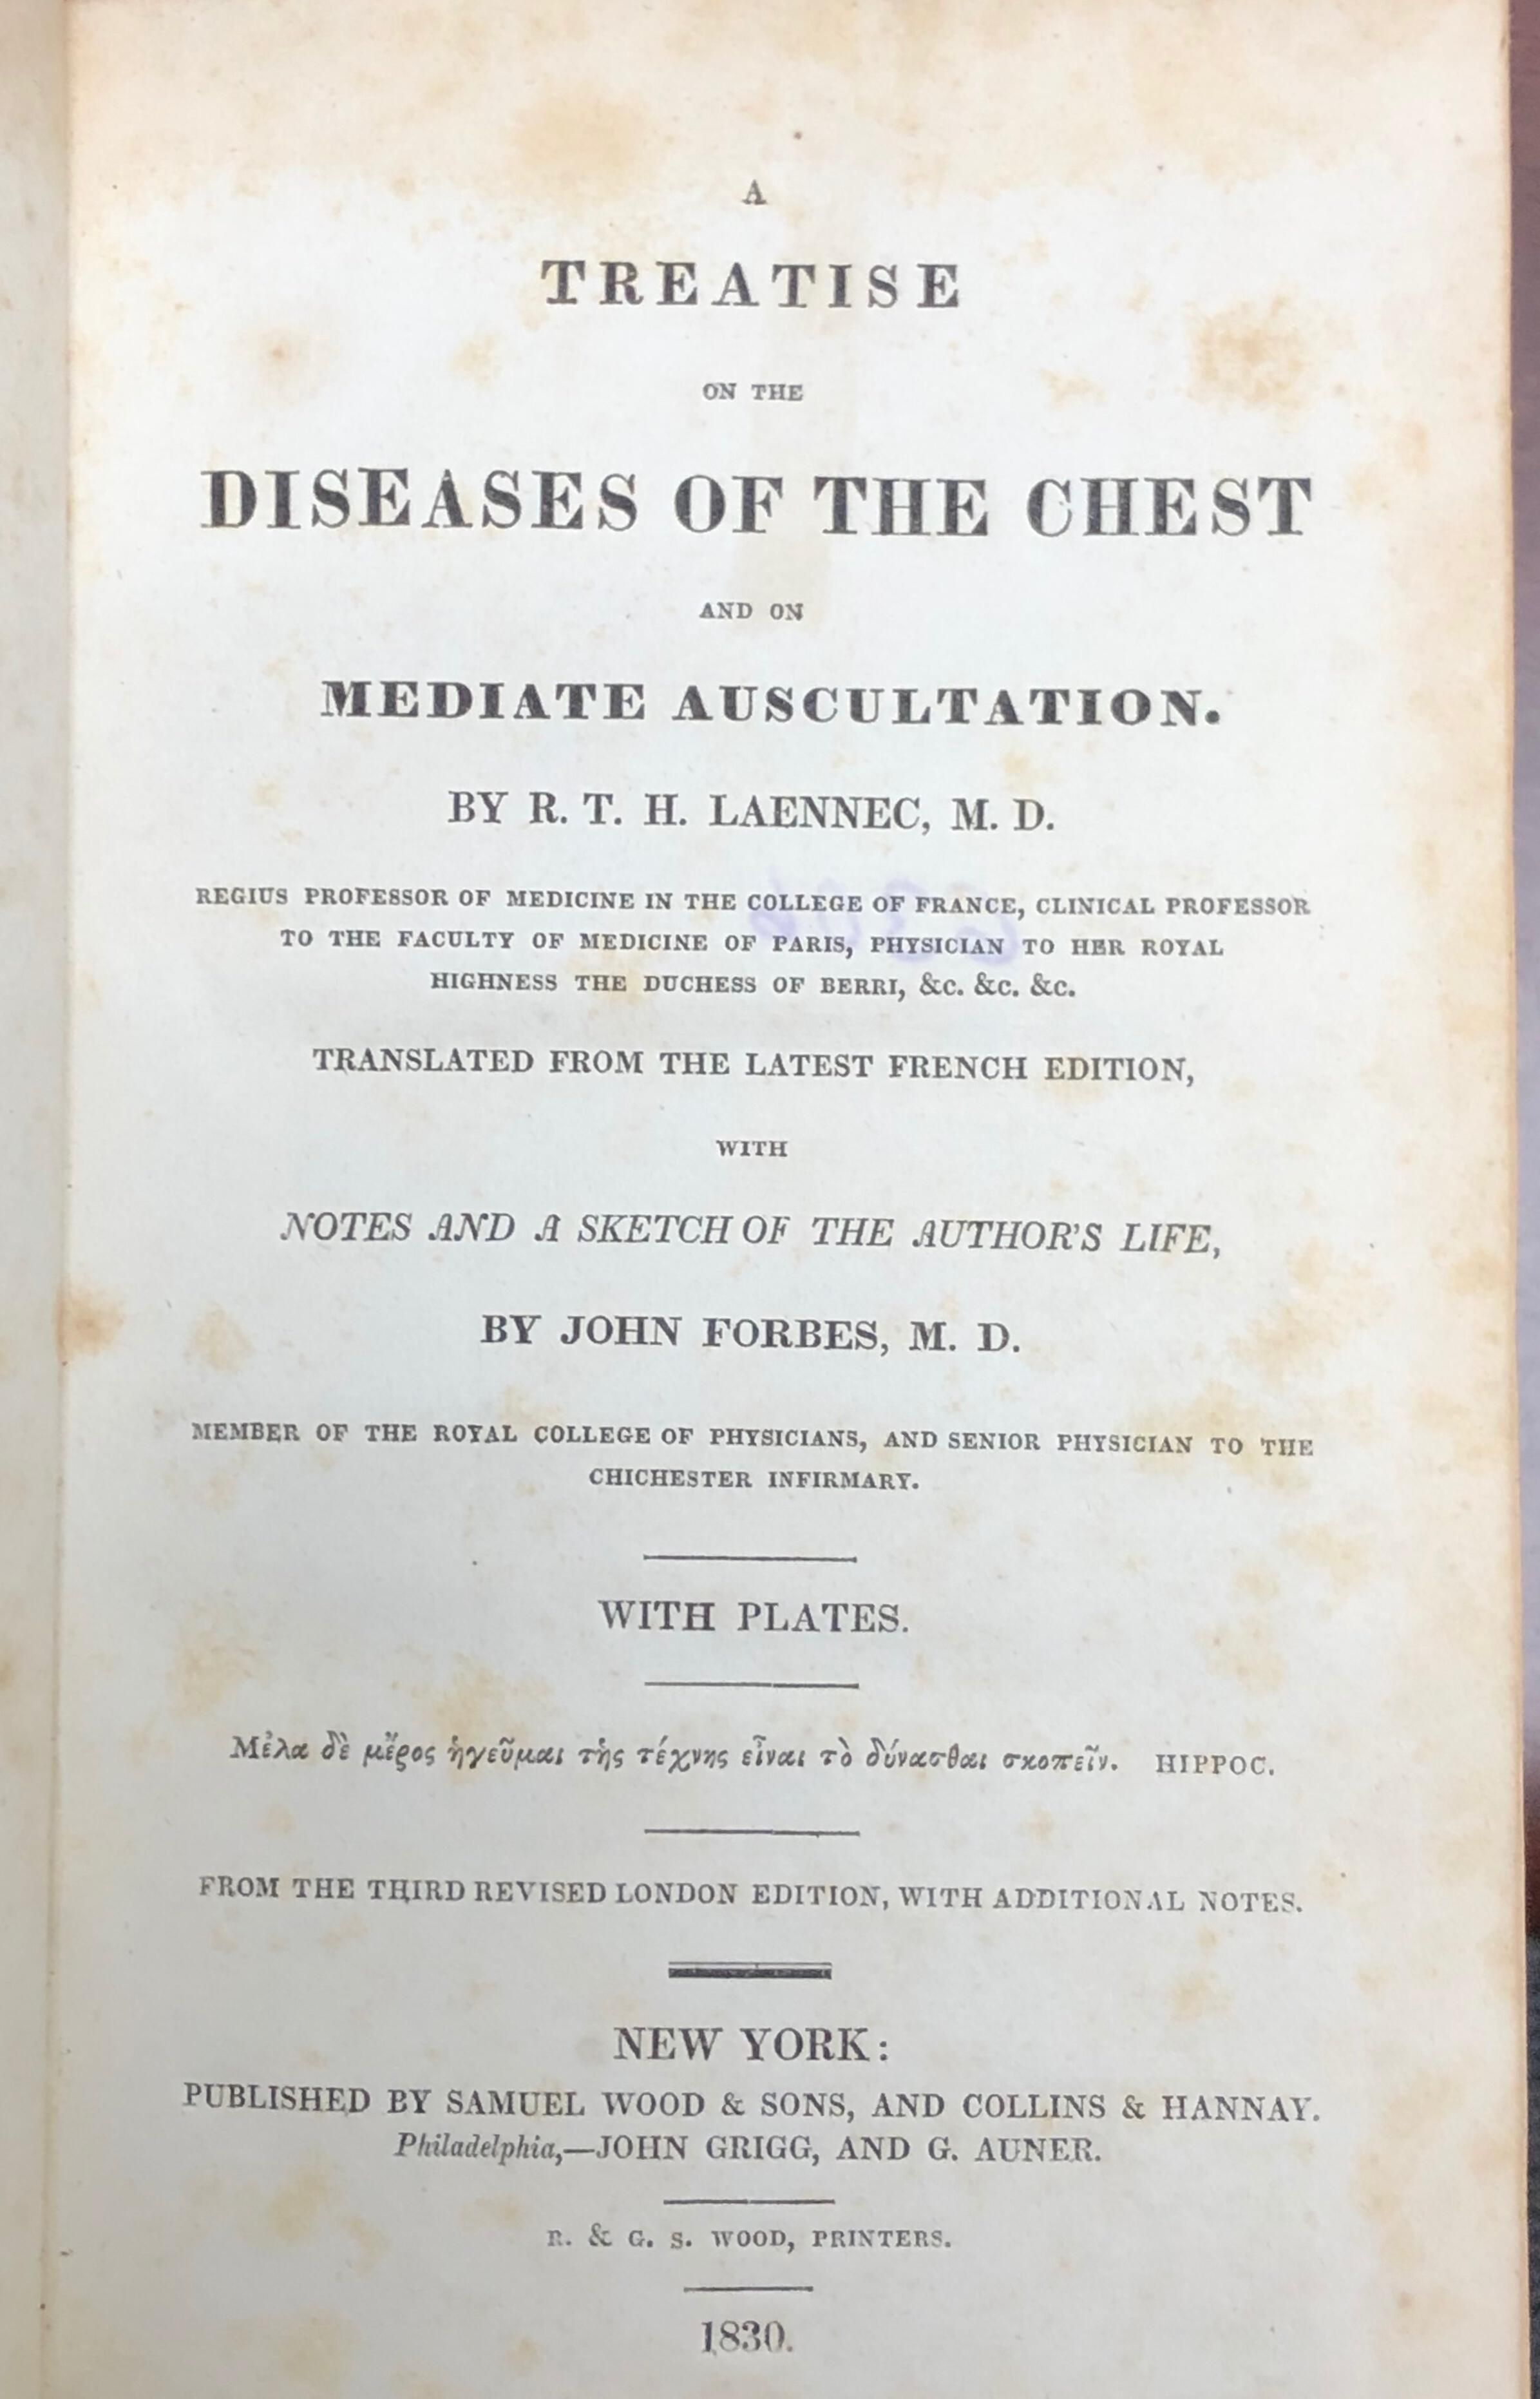 A
TREATISE
ON THE
DISEASES OF THE CHEST
AND ON
MEDIATE AUSCULTATION.
BY R. T. H. LAENNEC, M. D.
REGIUS PROFESSOR OF MEDICINE IN THE COLLEGE OF FRANCE, CLINICAL PROFESSOR
TO THE FACULTY OF MEDICINE OF PARIS, PHYSICIAN TO HER ROYAL
HIGHNESS THE DUCHESS OF BERRI, &c. &c. &c.
TRANSLATED FROM THE LATEST FRENCH EDITION,
WITH
NOTES AND A SKETCH OF THE AUTHOR'S LIFE,
BY JOHN FORBES, M. D.
MEMBER OF THE ROYAL COLLEGE OF PHYSICIANS, AND SENIOR PHYSICIAN TO THE
CHICHESTER INFIRMARY.
WITH PLATES.
Μἐλα δὲ μἔρος ἡγεῦμαι τἠς τέχνης εἶναι τὸ δύνασθαι σκοπεῖν. HIPPOC.
FROM THE THIRD REVISED LONDON EDITION, WITH ADDITIONAL NOTES.
NEW YORK:
PUBLISHED BY SAMUEL WOOD & SONS, AND COLLINS & HANNAY.
Philadelphia,—JOHN GRIGG, AND G. AUNER.
R. & G. S. WOOD, PRINTERS.
1830.